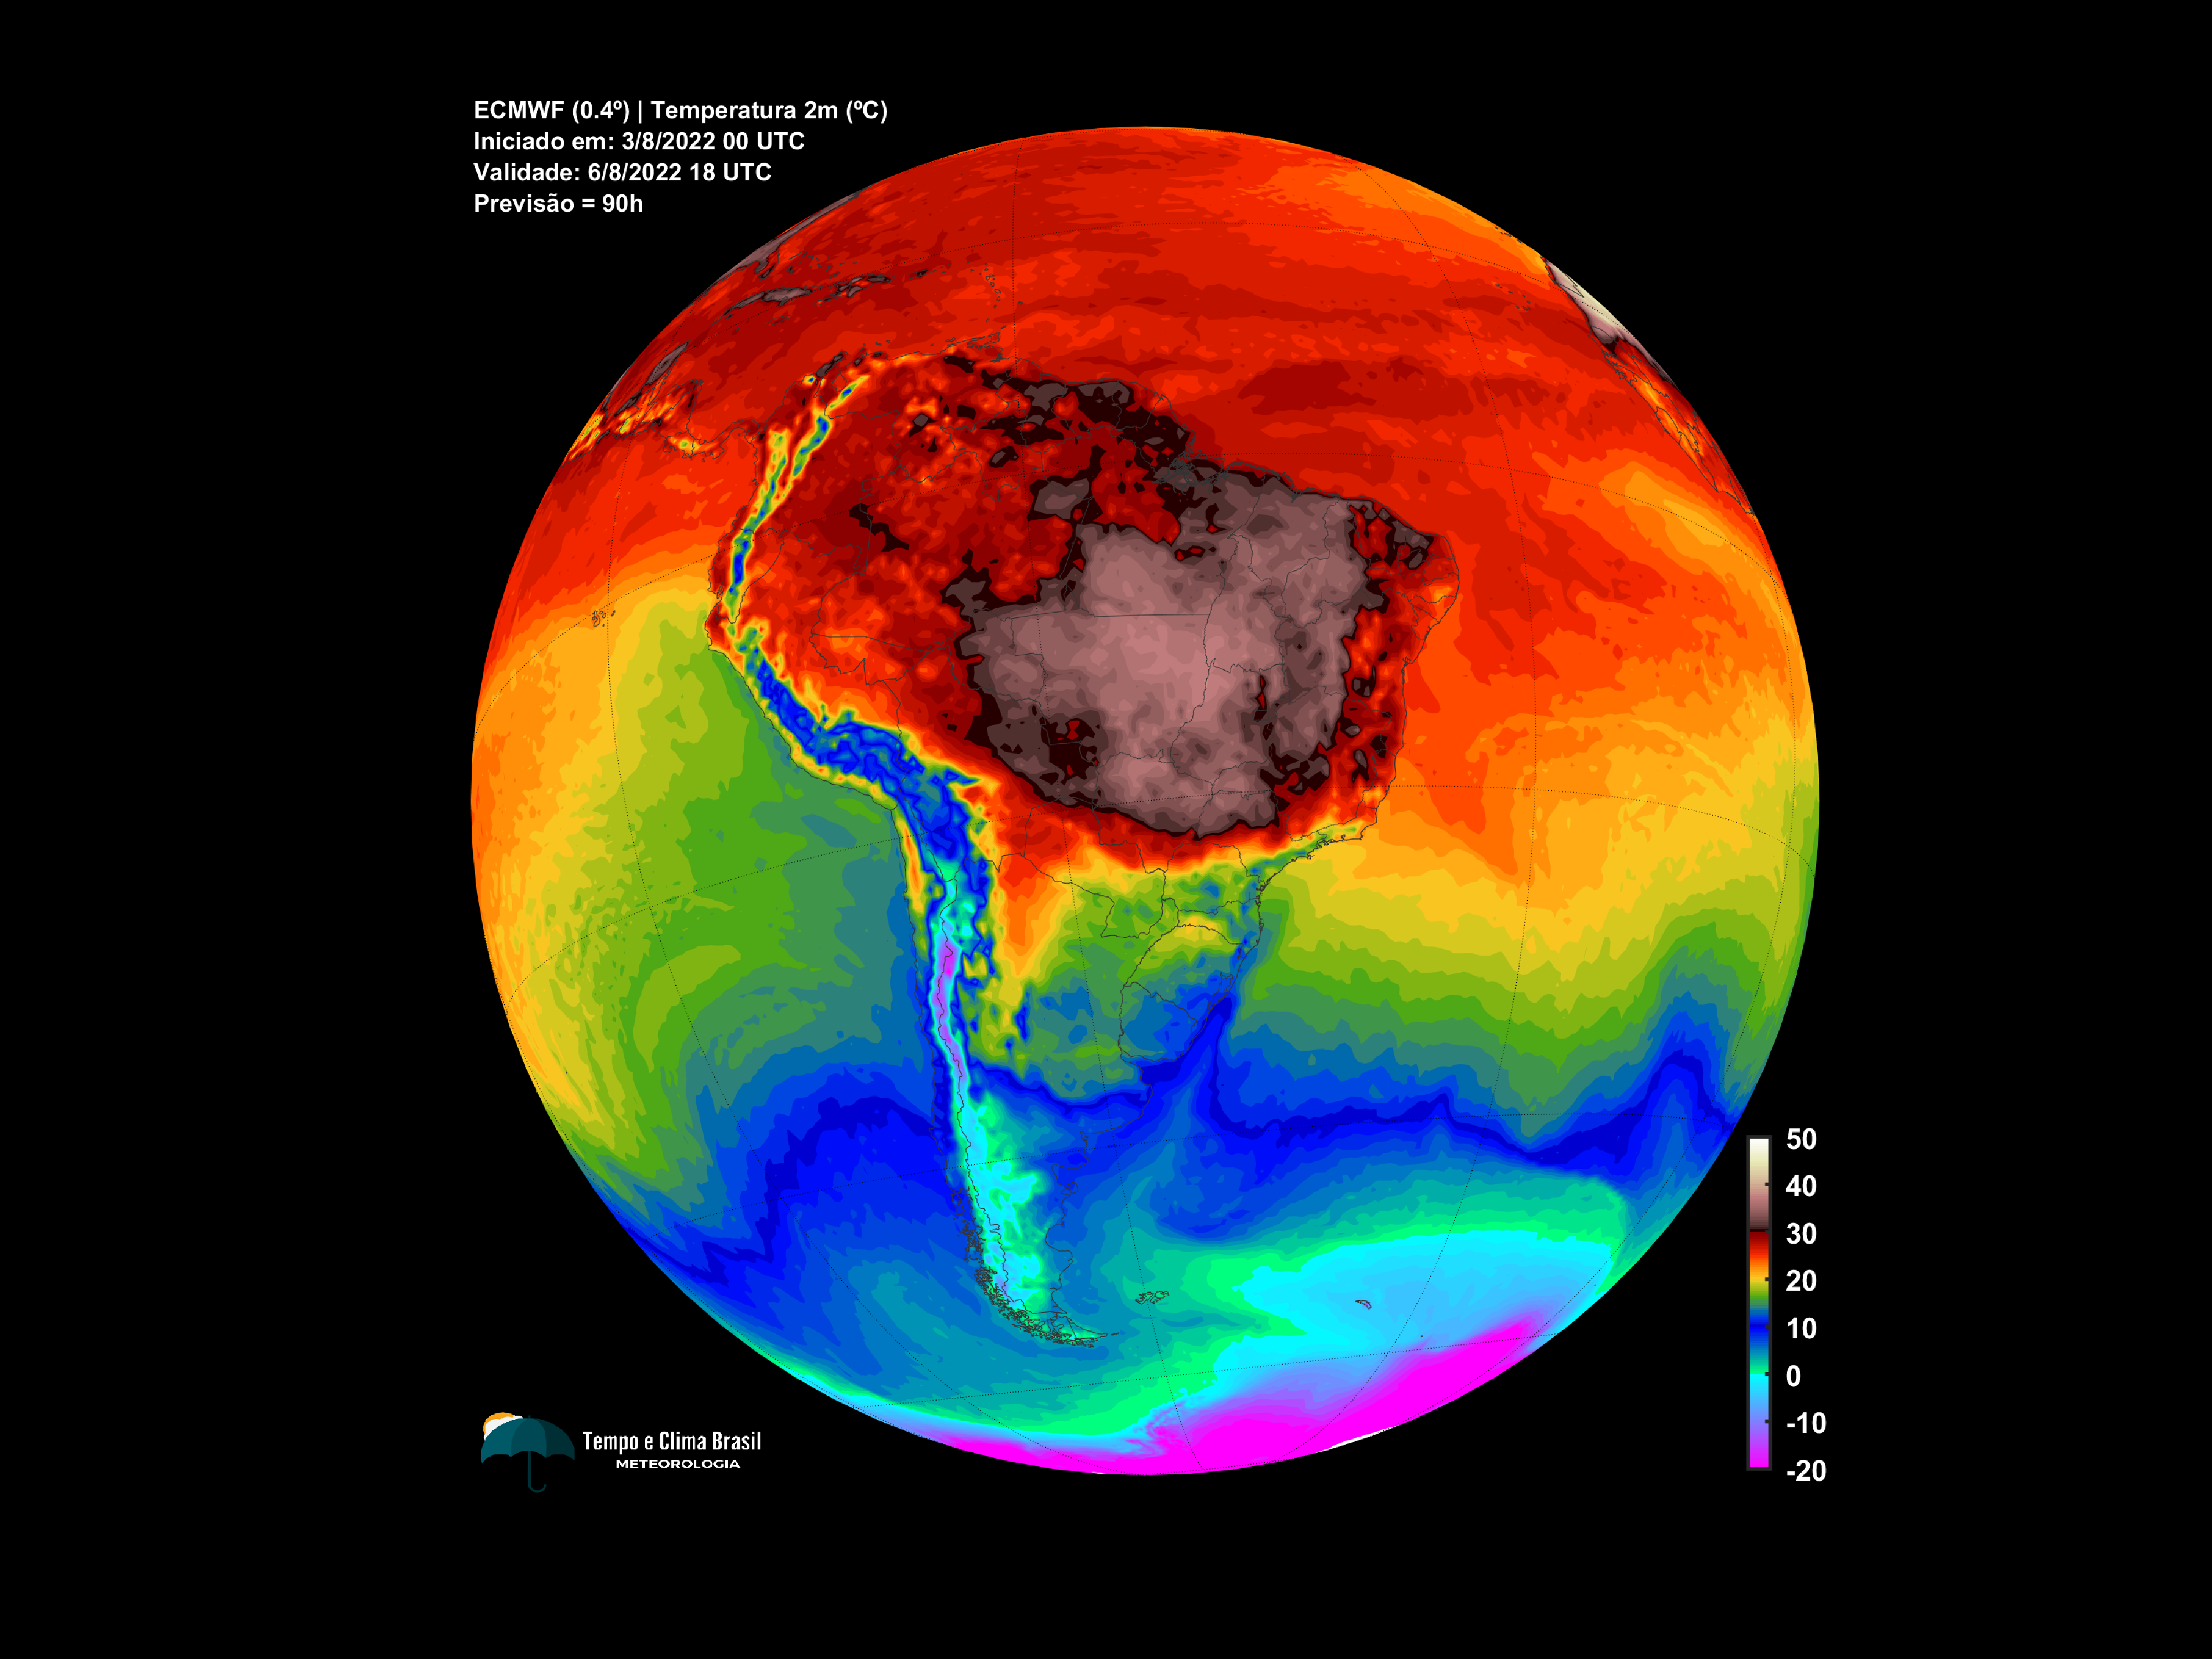 ECMWF (0.4º) | Temperatura 2m (ºC)
Iniciado em: 3/8/2022 00 UTC
Validade: 6/8/2022 18 UTC
Previsão = 90h
50
40
30
20
10
0
-10
-20
Tempo e Clima Brasil
METEOROLOGIA